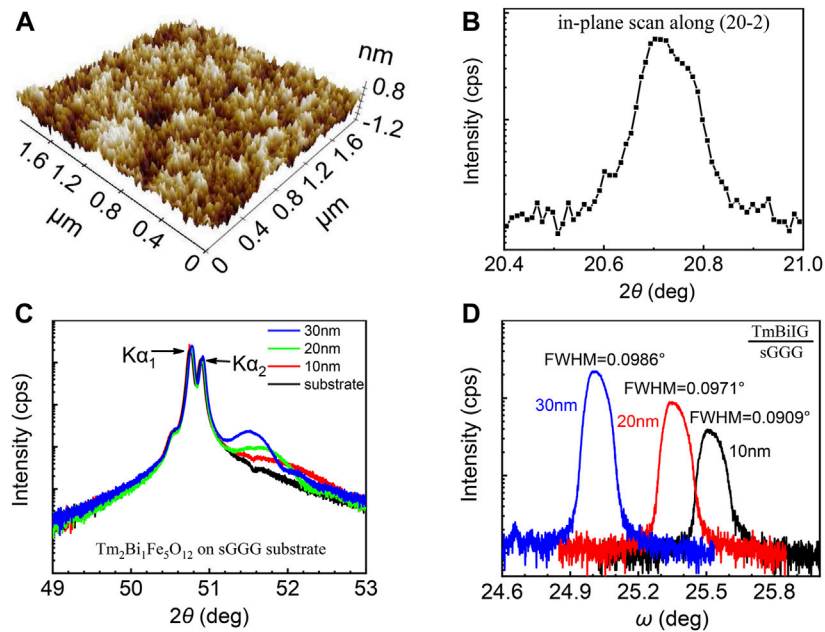 A
nm
0.8
-1.2
1.6
1.2
0.8
0.4
0
μm
0
0.4
0.8
1.2
1.6
μm
B
in-plane scan along (20-2)
Intensity (cps)
20.4 20.6 20.8 21.0
2θ (deg)
C
Kα1
Kα2
30nm
20nm
10nm
substrate
Intensity (cps)
Tm2Bi1Fe5O12 on sGGG substrate
49 50 51 52 53
2θ (deg)
D
TmBiIG
sGGG
FWHM=0.0986°
FWHM=0.0971°
FWHM=0.0909°
30nm
20nm
10nm
Intensity (cps)
24.6 24.9 25.2 25.5 25.8
ω (deg)